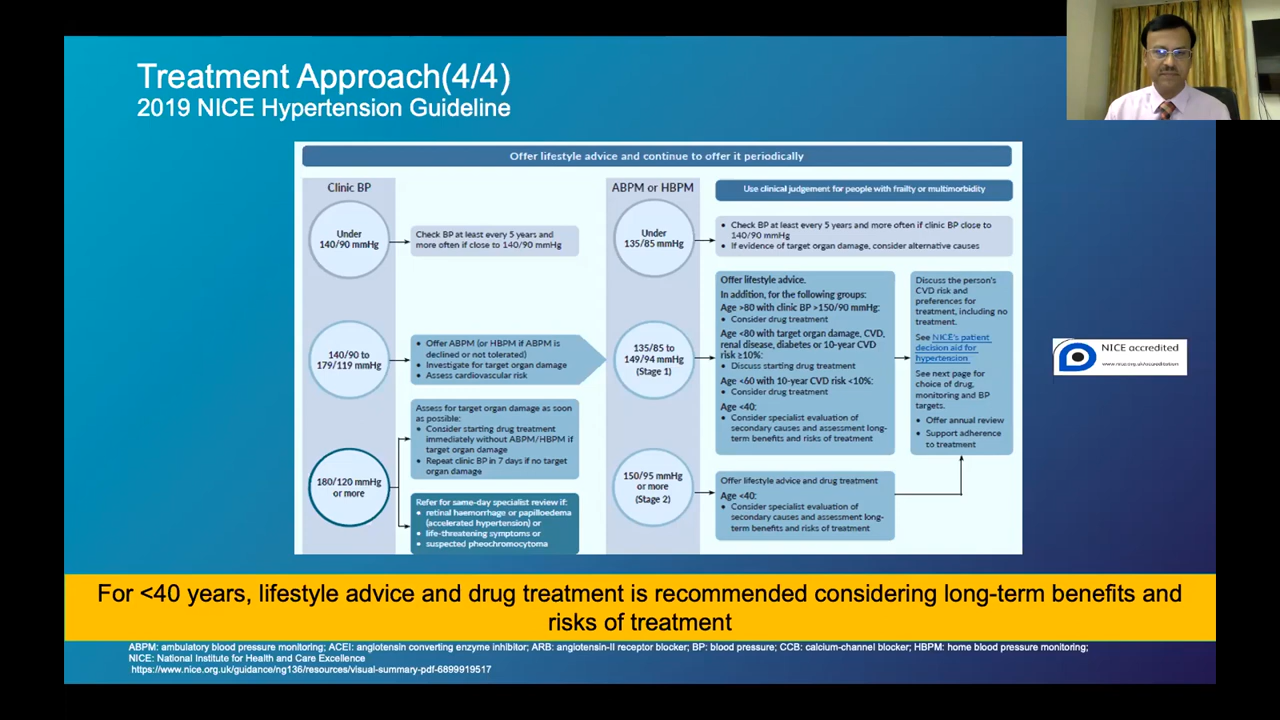 Treatment Approach(4/4)
2019 NICE Hypertension Guideline
Offer lifestyle advice and continue to offer it periodically
Clinic BP
Under
140/90 mmHg
Check BP at least every 5 years and
more often if close to 140/90 mmHg
140/90 to
179/119 mmHg
• Offer ABPM (or HBPM if ABPM is
declined or not tolerated)
• Investigate for target organ damage
• Assess cardiovascular risk
180/120 mmHg
or more
Assess for target organ damage as soon
as possible:
• Consider starting drug treatment
immediately without ABPM/HBPM if
target organ damage
• Repeat clinic BP in 7 days if no target
organ damage
Refer for same-day specialist review if:
• retinal haemorrhage or papilloedema
(accelerated hypertension) or
• life-threatening symptoms or
• suspected pheochromocytoma
ABPM or HBPM
Use clinical judgement for people with frailty or multimorbidity
Under
135/85 mmHg
• Check BP at least every 5 years and more often if clinic BP close to
140/90 mmHg
• If evidence of target organ damage, consider alternative causes
135/85 to
149/94 mmHg
(Stage 1)
Offer lifestyle advice.
In addition, for the following groups:
Age >80 with clinic BP >150/90 mmHg:
• Consider drug treatment
Age <80 with target organ damage, CVD,
renal disease, diabetes or 10-year CVD
risk ≥10%:
• Discuss starting drug treatment
Age <60 with 10-year CVD risk <10%:
• Consider drug treatment
Age <40:
• Consider specialist evaluation of
secondary causes and assessment long-
term benefits and risks of treatment
Discuss the person's
CVD risk and
preferences for
treatment, including no
treatment.
See NICE's patient
decision aid for
hypertension
See next page for
choice of drug,
monitoring and BP
targets.
• Offer annual review
• Support adherence
to treatment
150/95 mmHg
or more
(Stage 2)
Offer lifestyle advice and drug treatment
Age <40:
• Consider specialist evaluation of
secondary causes and assessment long-
term benefits and risks of treatment
NICE accredited
www.nice.org.uk/accreditation
For <40 years, lifestyle advice and drug treatment is recommended considering long-term benefits and
risks of treatment
ABPM: ambulatory blood pressure monitoring; ACEI: angiotensin converting enzyme inhibitor; ARB: angiotensin-II receptor blocker; BP: blood pressure; CCB: calcium-channel blocker; HBPM: home blood pressure monitoring;
NICE: National Institute for Health and Care Excellence
https://www.nice.org.uk/guidance/ng136/resources/visual-summary-pdf-6899919517